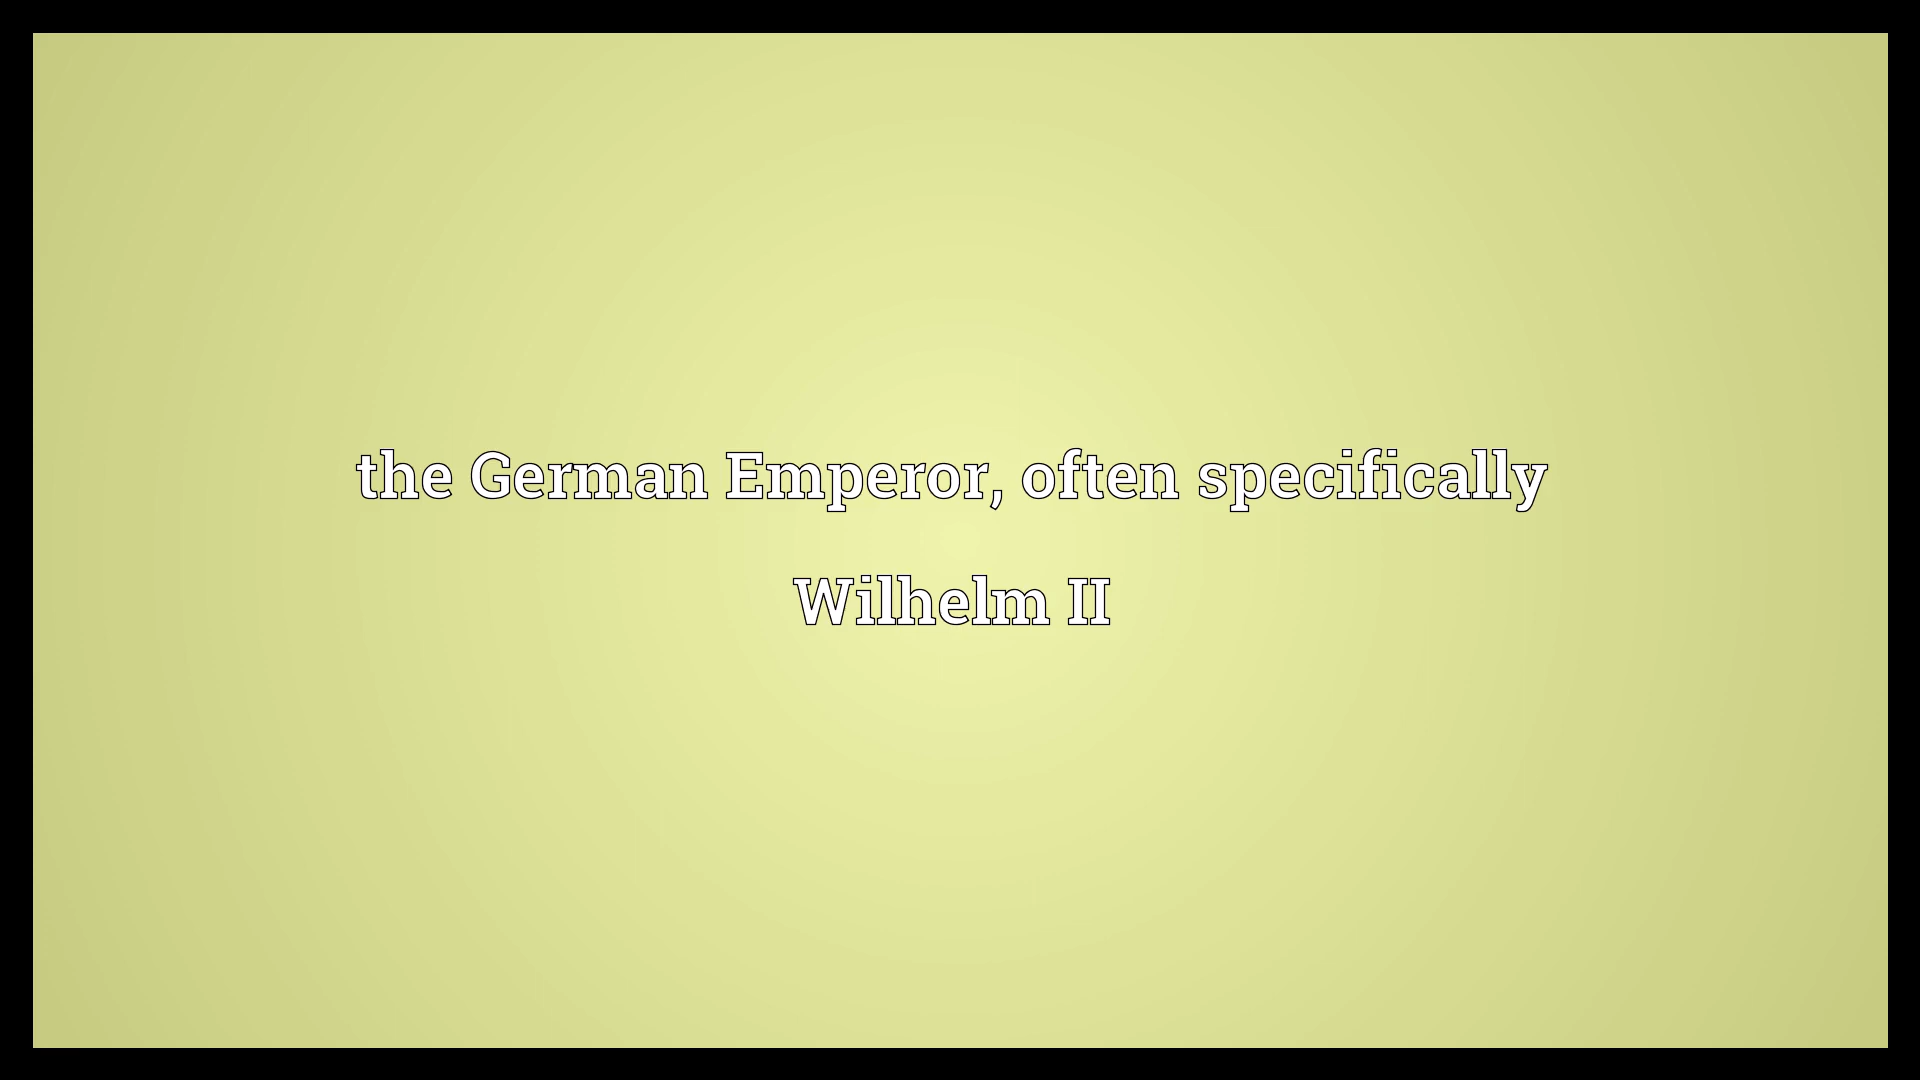 the German Emperor, often specifically
Wilhelm II